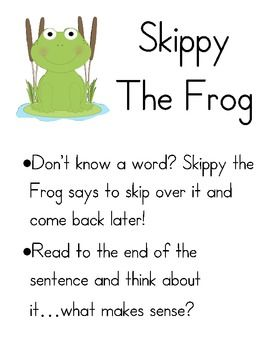 Skippy
The Frog
•Don't know a word? Skippy the
Frog says to skip over it and
come back later!
•Read to the end of the
sentence and think about
it...what makes sense?